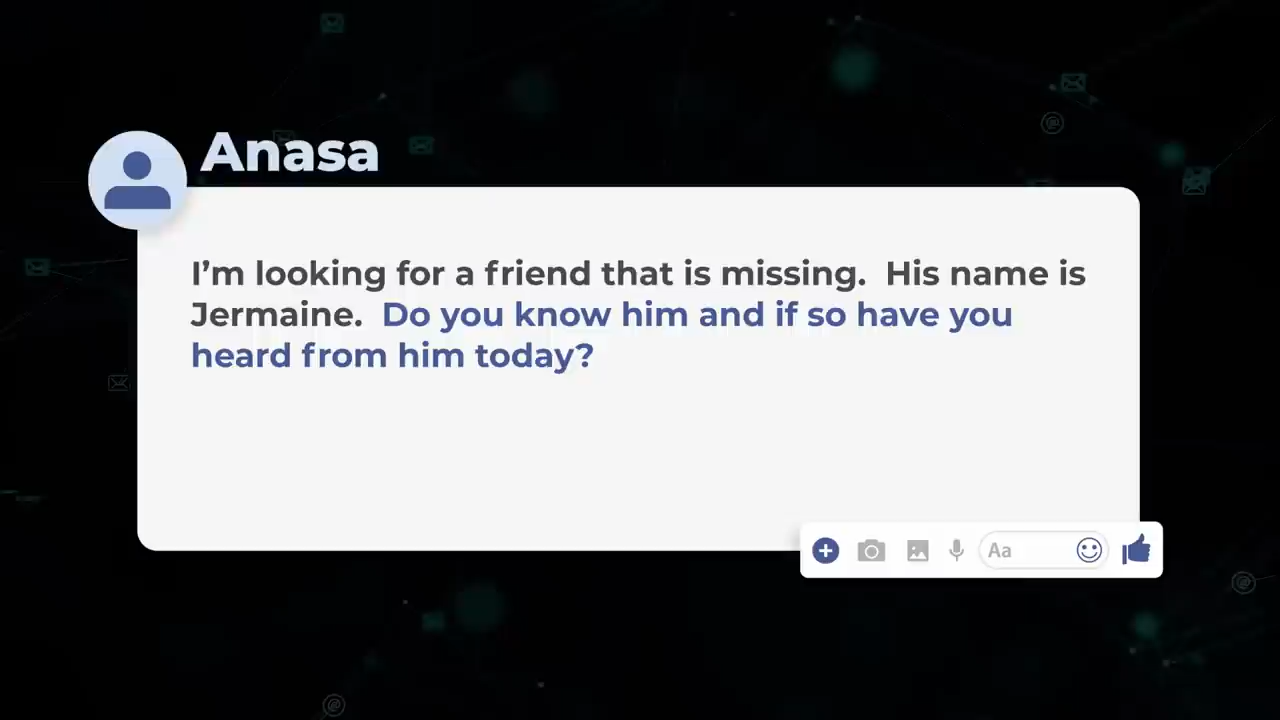 Anasa
I’m looking for a friend that is missing.  His name is
Jermaine.  Do you know him and if so have you
heard from him today?
Aa